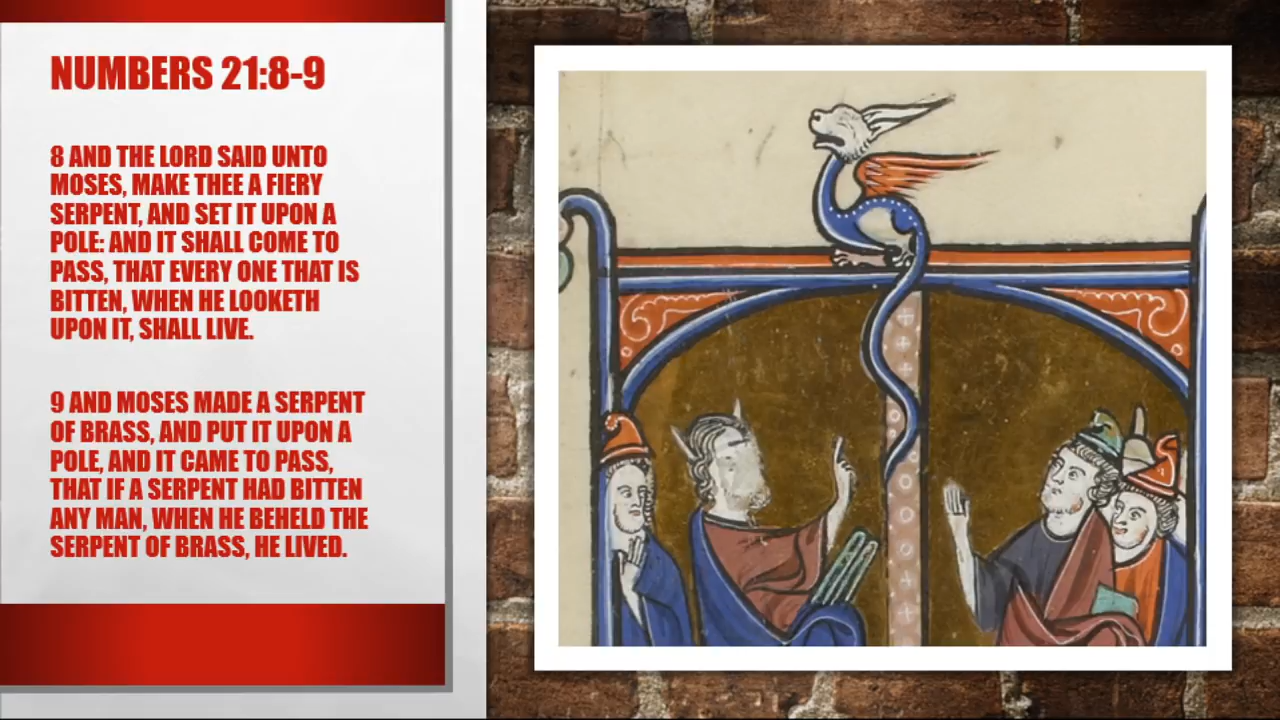 NUMBERS 21:8-9
8 AND THE LORD SAID UNTO
MOSES, MAKE THEE A FIERY
SERPENT, AND SET IT UPON A
POLE: AND IT SHALL COME TO
PASS, THAT EVERY ONE THAT IS
BITTEN, WHEN HE LOOKETH
UPON IT, SHALL LIVE.
9 AND MOSES MADE A SERPENT
OF BRASS, AND PUT IT UPON A
POLE, AND IT CAME TO PASS,
THAT IF A SERPENT HAD BITTEN
ANY MAN, WHEN HE BEHELD THE
SERPENT OF BRASS, HE LIVED.